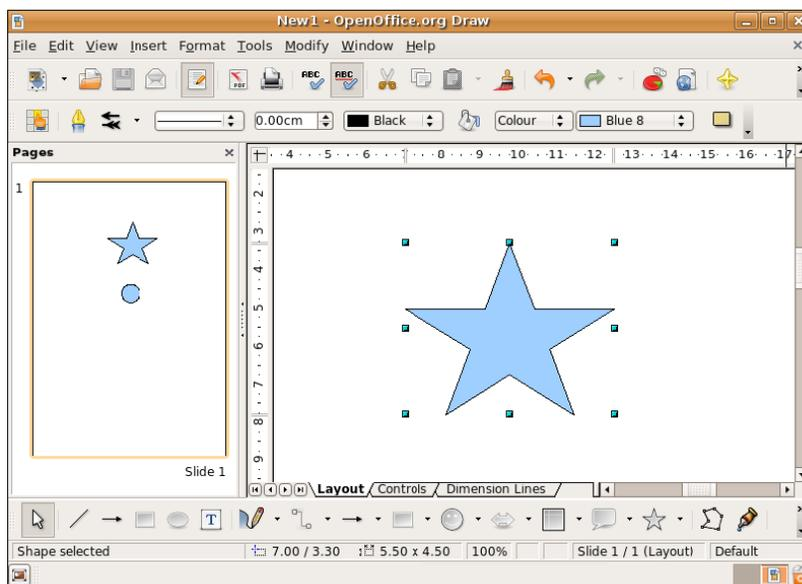 New1 - OpenOffice.org Draw
File Edit View Insert Format Tools Modify Window Help
PDF ABC ABC
0.00cm Black Colour Blue 8
Pages
4 5 6 7 8 9 10 11 12 13 14 15 16 17
1
2
3
4
5
6
7
8
9
Slide 1
Layout Controls Dimension Lines
T
Shape selected 7.00 / 3.30 5.50 x 4.50 100% Slide 1 / 1 (Layout) Default